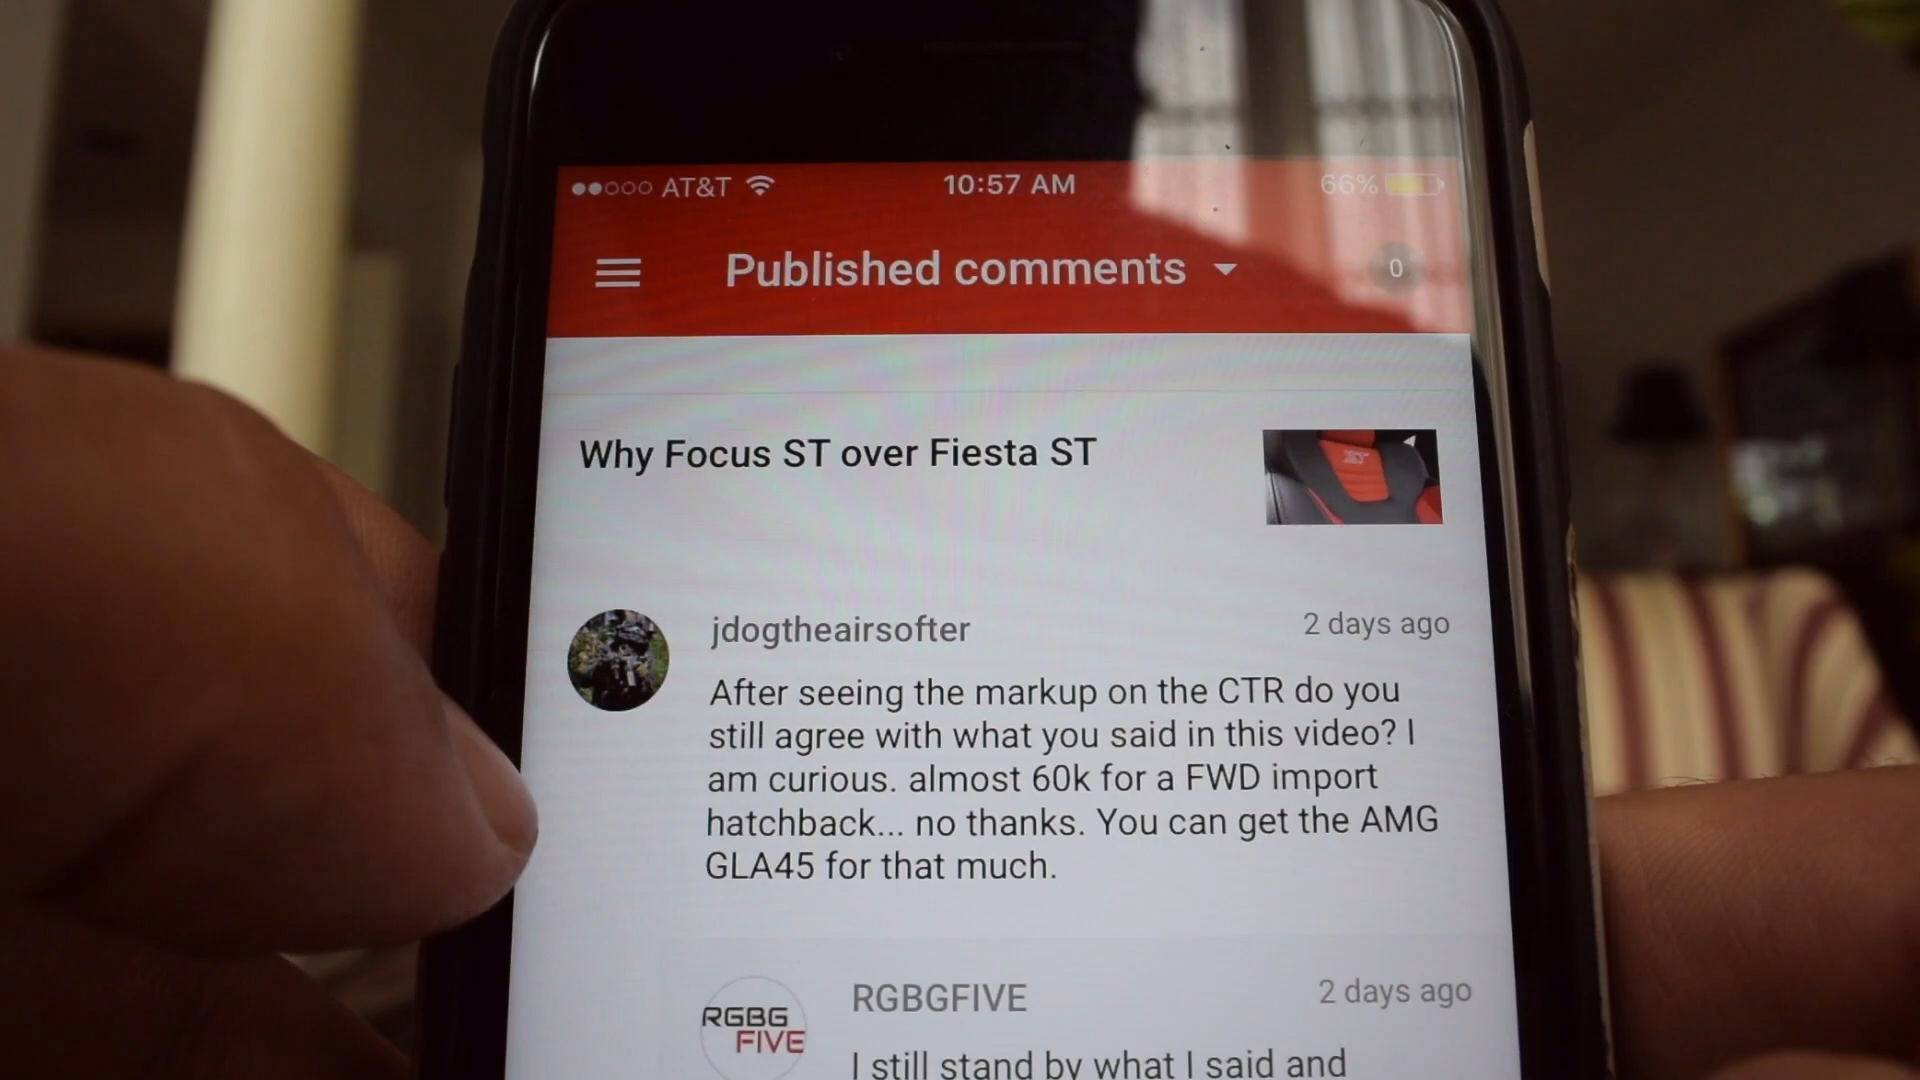 AT&T 10:57 AM 66%
Published comments 0
Why Focus ST over Fiesta ST
ST
jdogtheairsofter 2 days ago
After seeing the markup on the CTR do you
still agree with what you said in this video? I
am curious. almost 60k for a FWD import
hatchback... no thanks. You can get the AMG
GLA45 for that much.
RGBGFIVE 2 days ago
RGBG
FIVE
I still stand by what I said and